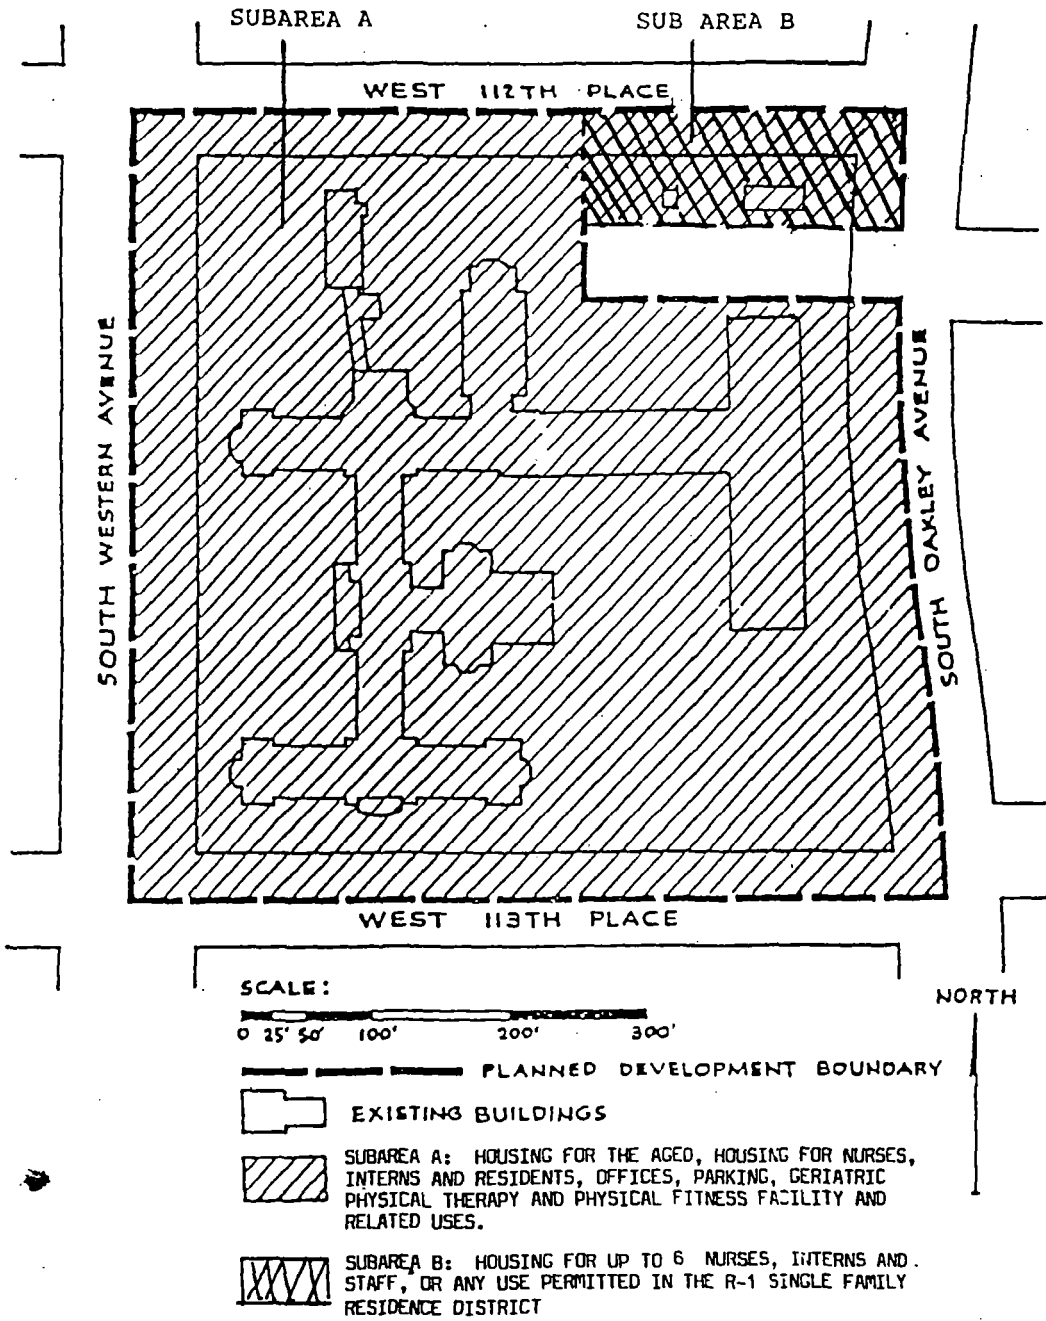 SUBAREA A
SUB AREA B
WEST 112TH PLACE
SOUTH WESTERN AVENUE
SOUTH OAKLEY AVENUE
WEST 113TH PLACE
SCALE:
0 25' 50' 100' 200' 300'
NORTH
PLANNED DEVELOPMENT BOUNDARY
EXISTING BUILDINGS
SUBAREA A: HOUSING FOR THE AGED, HOUSING FOR NURSES,
INTERNS AND RESIDENTS, OFFICES, PARKING, GERIATRIC
PHYSICAL THERAPY AND PHYSICAL FITNESS FACILITY AND
RELATED USES.
SUBAREA B: HOUSING FOR UP TO 6 NURSES, INTERNS AND
STAFF, OR ANY USE PERMITTED IN THE R-1 SINGLE FAMILY
RESIDENCE DISTRICT